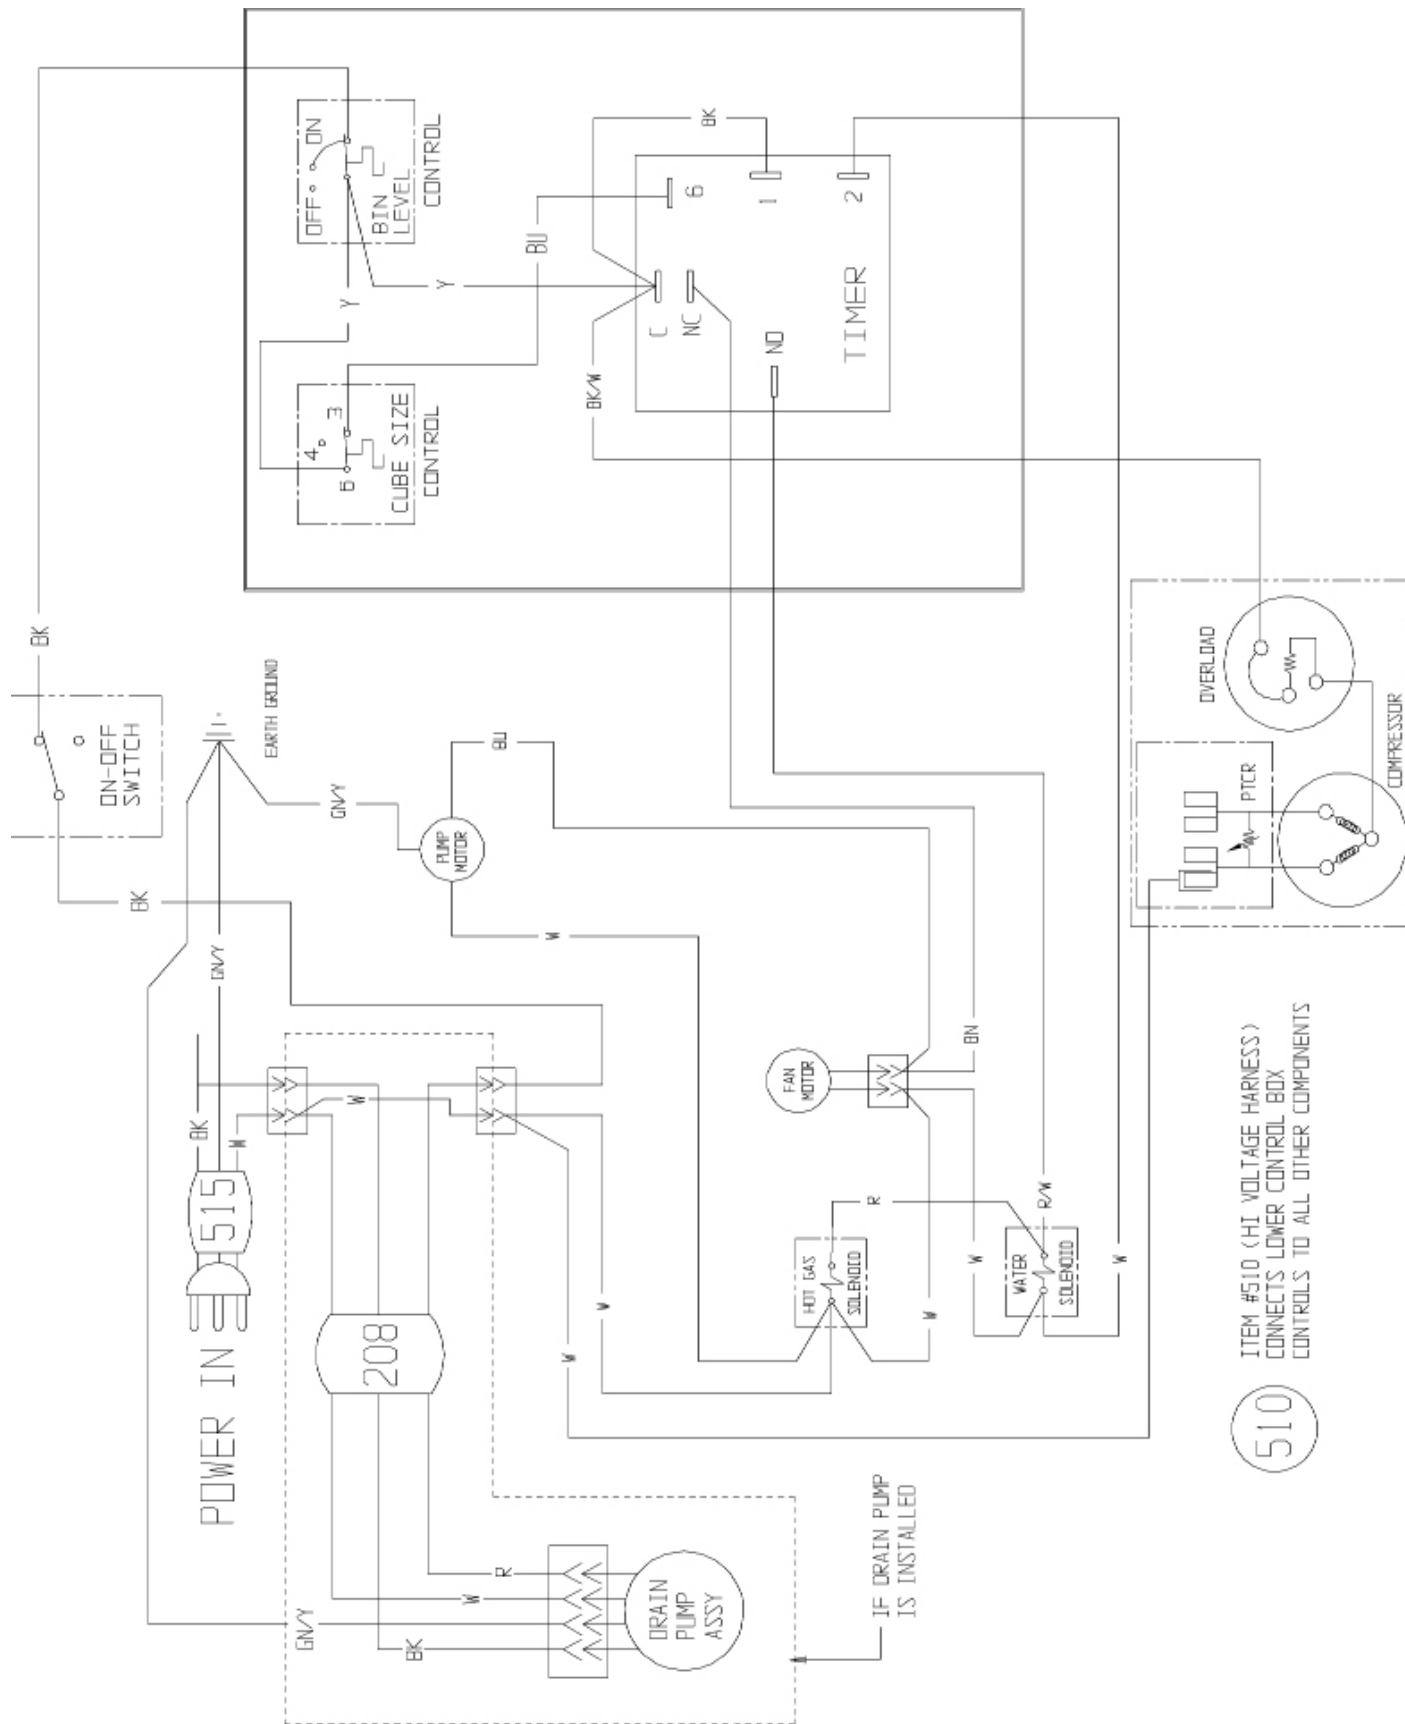 BK
OFF
ON
BIN
LEVEL
CONTROL
Y
Y
BU
BK
6
1
2
C
NC
NO
TIMER
BK/W
4
3
CUBE SIZE
CONTROL
BK
ON-OFF
SWITCH
EARTH GROUND
GN/Y
BU
PUMP
MOTOR
BK
GN/Y
W
OVERLOAD
PTCR
COMPRESSOR
BK
W
W
515
POWER IN
208
FAN
MOTOR
BN
R
R/W
HOT GAS
SOLENOID
WATER
SOLENOID
W
W
W
W
W
R
W
GN/Y
BK
DRAIN
PUMP
ASSY
IF DRAIN PUMP
IS INSTALLED
510
ITEM #510 (HI VOLTAGE HARNESS)
CONNECTS LOWER CONTROL BOX
CONTROLS TO ALL OTHER COMPONENTS